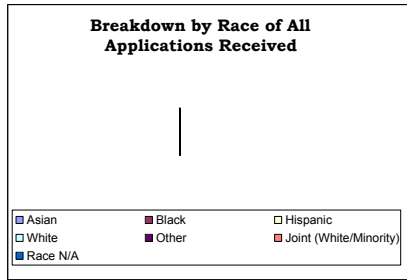 Breakdown by Race of All
Applications Received
Asian Black Hispanic
White Other Joint (White/Minority)
Race N/A